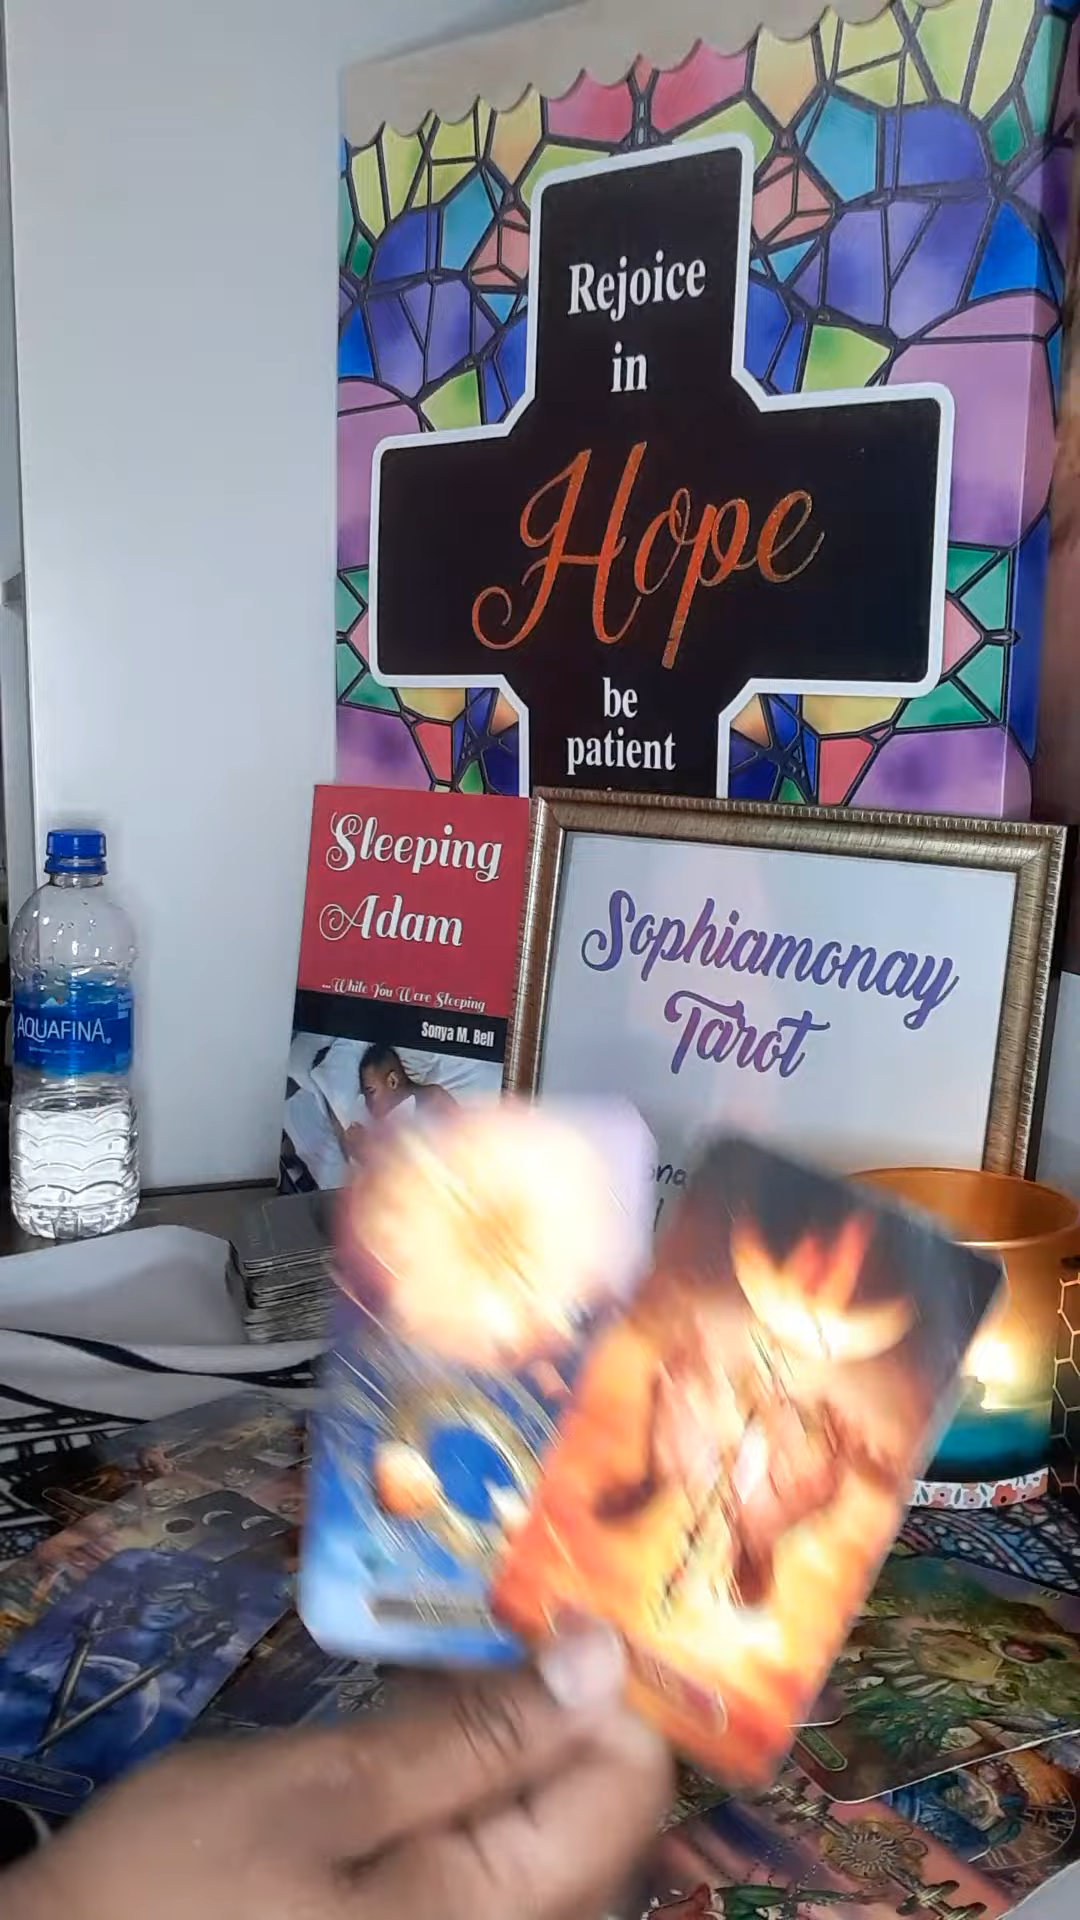 Rejoice
in
Hope
be
patient
Sleeping
Adam
...While You Were Sleeping
Sonya M. Bell
Sophiamonay
Tarot
AQUAFINA